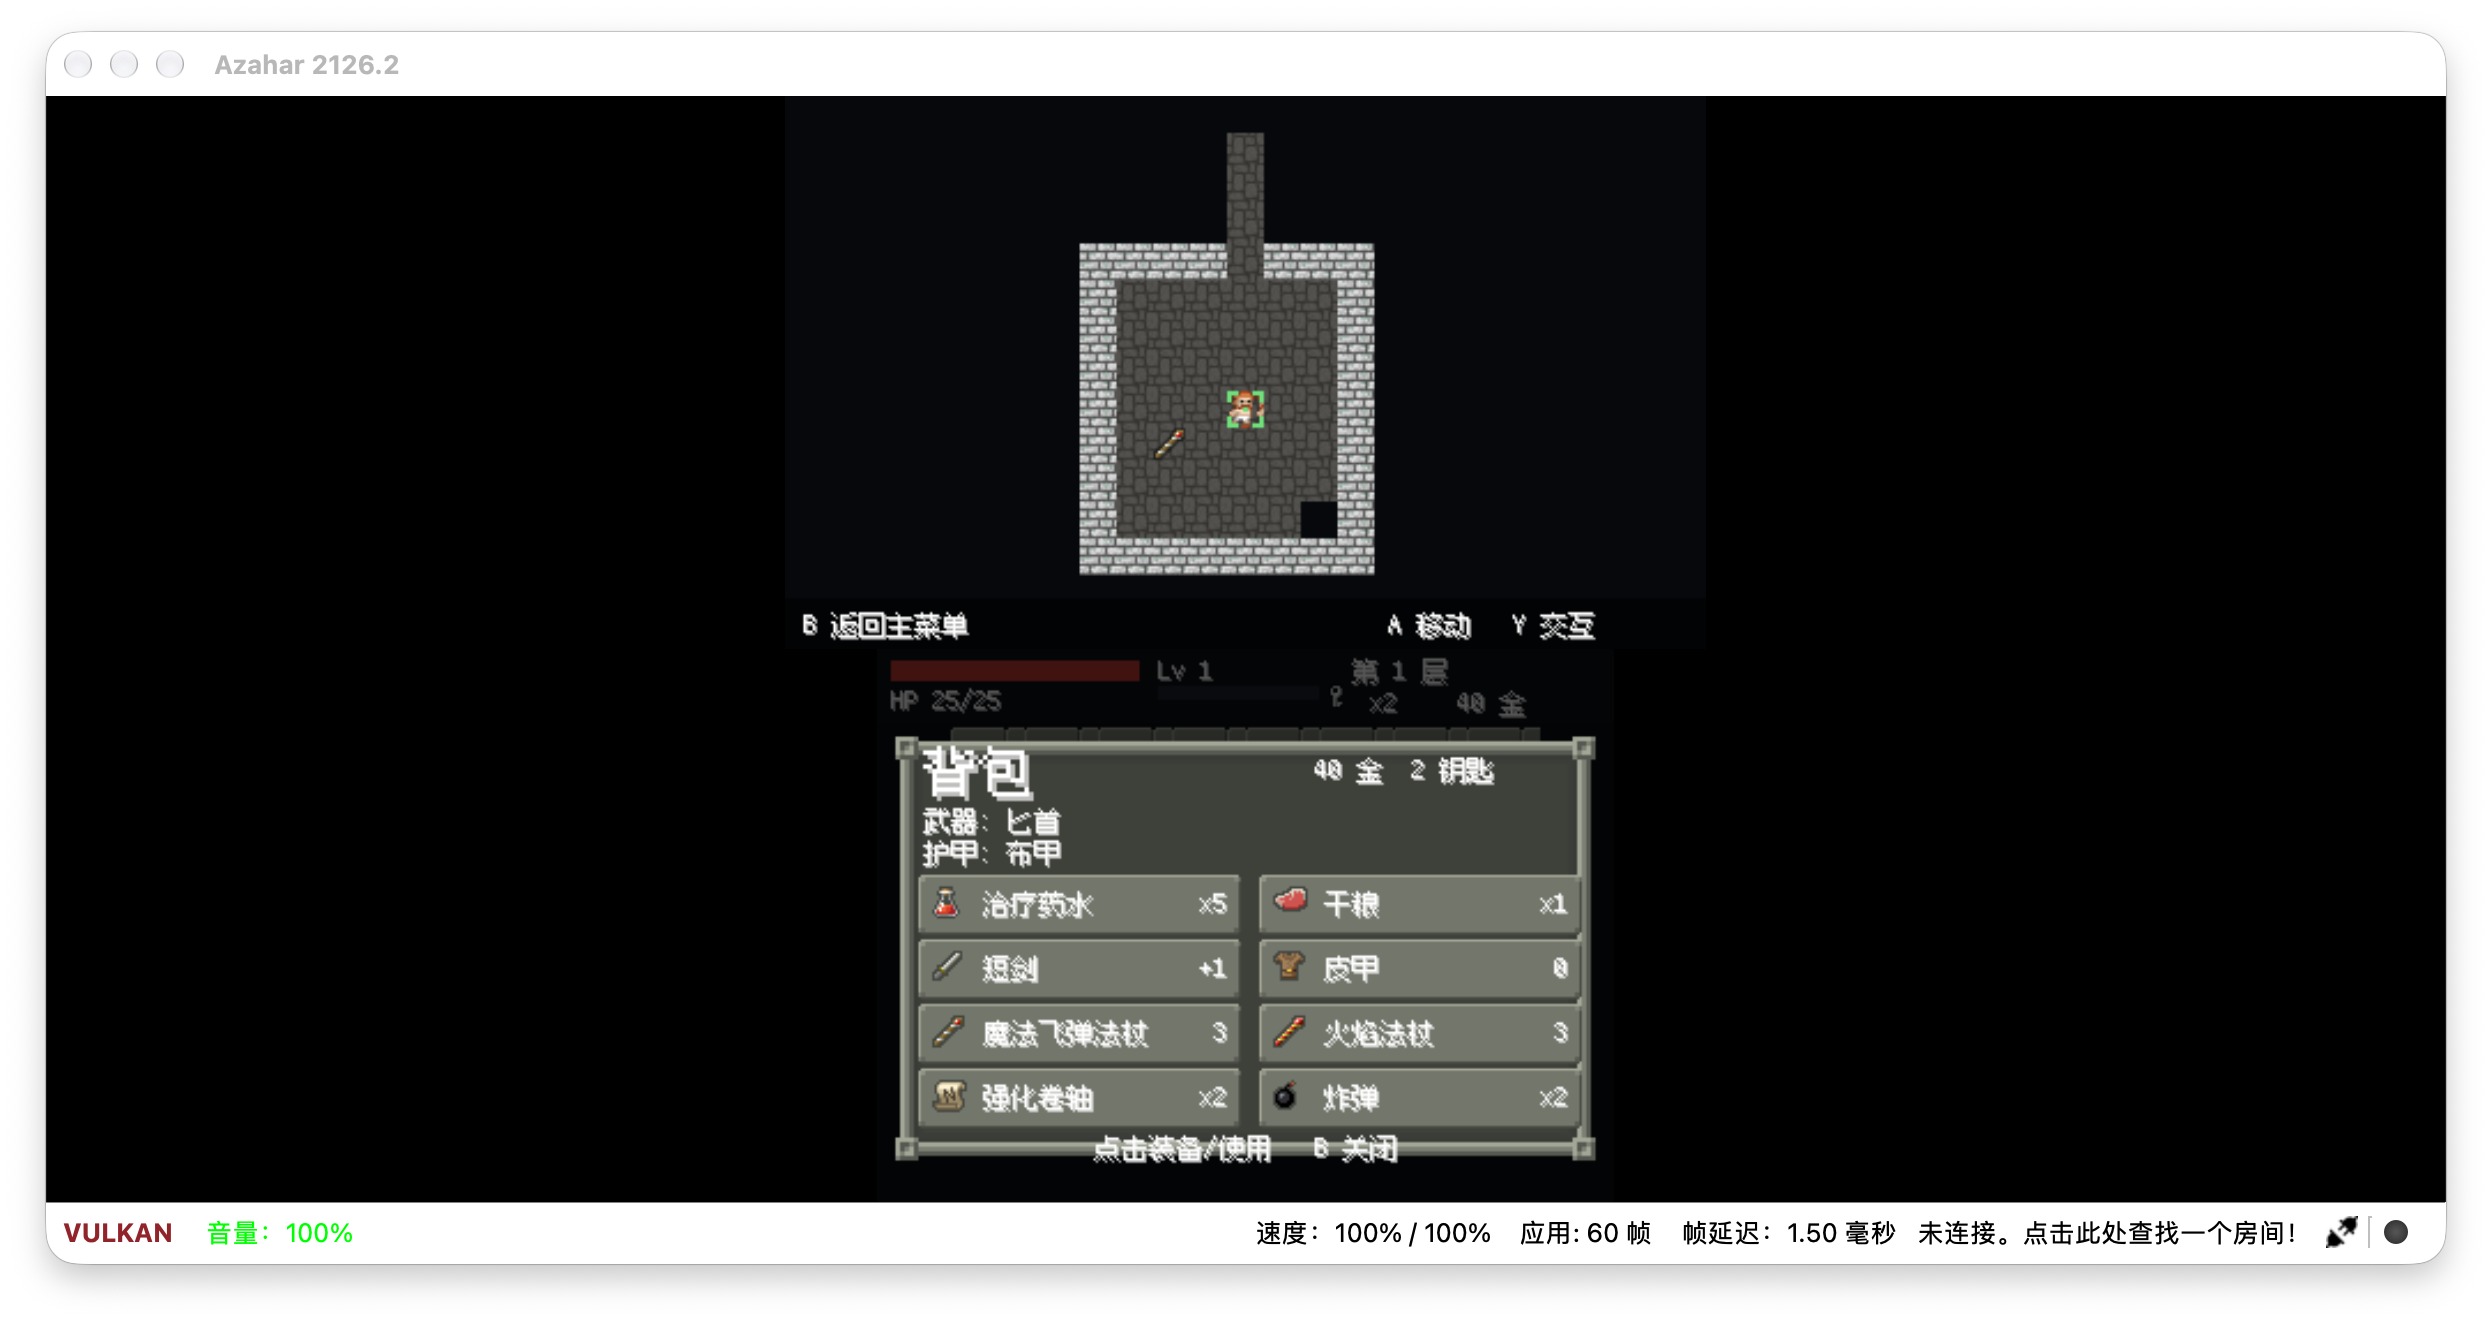 Azahar 2126.2
B 返回主菜单 A 移动 Y 交互
Lv 1 第 1 层
HP 25/25 x2 40 金
背包 40 金 2 钥匙
武器: 匕首
护甲: 布甲
治疗药水 x5 干粮 x1
短剑 +1 皮甲 0
魔法飞弹法杖 3 火焰法杖 3
强化卷轴 x2 炸弹 x2
点击装备/使用 B 关闭
VULKAN 音量：100% 速度：100% / 100% 应用: 60 帧 帧延迟：1.50 毫秒 未连接。点击此处查找一个房间！